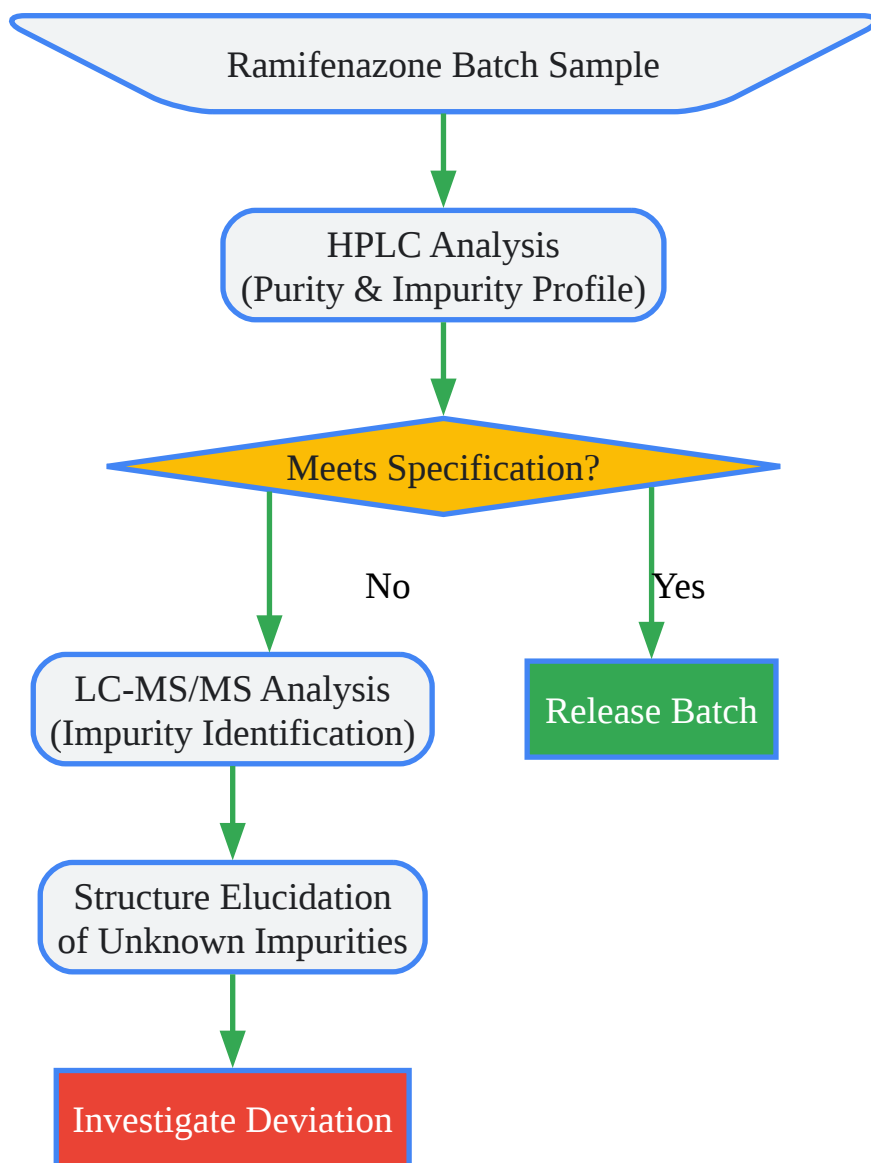 Ramifenazone Batch Sample
HPLC Analysis
(Purity & Impurity Profile)
Meets Specification?
No
Yes
LC-MS/MS Analysis
(Impurity Identification)
Release Batch
Structure Elucidation
of Unknown Impurities
Investigate Deviation